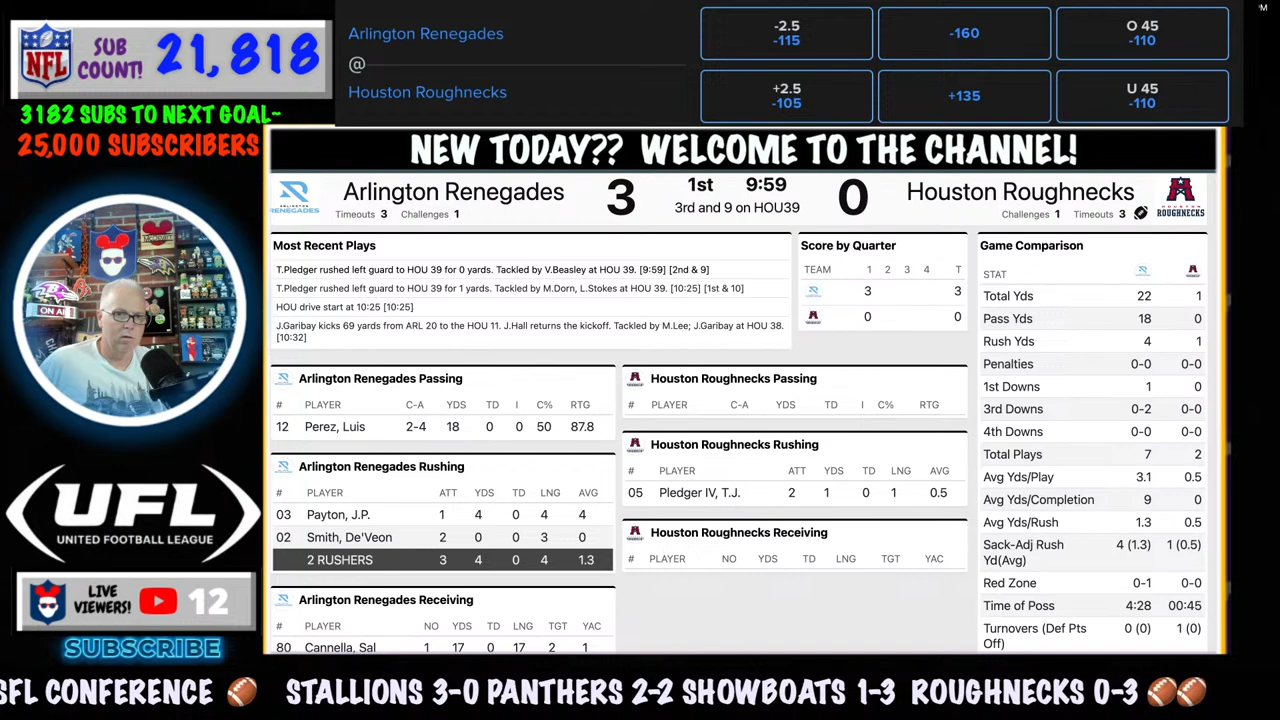 PM
NFL
SUB
COUNT!
21,818
3182 SUBS TO NEXT GOAL~
25,000 SUBSCRIBERS
Arlington Renegades
@
Houston Roughnecks
-2.5
-115
-160
O 45
-110
+2.5
-105
+135
U 45
-110
NEW TODAY?? WELCOME TO THE CHANNEL!
ARLINGTON
RENEGADES
Arlington Renegades
Timeouts 3 Challenges 1
3
1st 9:59
3rd and 9 on HOU39
0
Houston Roughnecks
Challenges 1 Timeouts 3
HOUSTON
ROUGHNECKS
Most Recent Plays
T.Pledger rushed left guard to HOU 39 for 0 yards. Tackled by V.Beasley at HOU 39. [9:59] [2nd & 9]
T.Pledger rushed left guard to HOU 39 for 1 yards. Tackled by M.Dorn, L.Stokes at HOU 39. [10:25] [1st & 10]
HOU drive start at 10:25 [10:25]
J.Garibay kicks 69 yards from ARL 20 to the HOU 11. J.Hall returns the kickoff. Tackled by M.Lee; J.Garibay at HOU 38.
[10:32]
Score by Quarter
TEAM 1 2 3 4 T
3 3
0 0
Game Comparison
STAT
Total Yds 22 1
Pass Yds 18 0
Rush Yds 4 1
Penalties 0-0 0-0
1st Downs 1 0
3rd Downs 0-2 0-0
4th Downs 0-0 0-0
Total Plays 7 2
Avg Yds/Play 3.1 0.5
Avg Yds/Completion 9 0
Avg Yds/Rush 1.3 0.5
Sack-Adj Rush
Yd(Avg) 4 (1.3) 1 (0.5)
Red Zone 0-1 0-0
Time of Poss 4:28 00:45
Turnovers (Def Pts
Off) 0 (0) 1 (0)
Arlington Renegades Passing
# PLAYER C-A YDS TD I C% RTG
12 Perez, Luis 2-4 18 0 0 50 87.8
Arlington Renegades Rushing
# PLAYER ATT YDS TD LNG AVG
03 Payton, J.P. 1 4 0 4 4
02 Smith, De'Veon 2 0 0 3 0
2 RUSHERS 3 4 0 4 1.3
Arlington Renegades Receiving
# PLAYER NO YDS TD LNG TGT YAC
80 Cannella, Sal 1 17 0 17 2 1
Houston Roughnecks Passing
# PLAYER C-A YDS TD I C% RTG
Houston Roughnecks Rushing
# PLAYER ATT YDS TD LNG AVG
05 Pledger IV, T.J. 2 1 0 1 0.5
Houston Roughnecks Receiving
# PLAYER NO YDS TD LNG TGT YAC
ON AI
UFL
UNITED FOOTBALL LEAGUE
LIVE
VIEWERS!
12
SUBSCRIBE
SFL CONFERENCE STALLIONS 3-0 PANTHERS 2-2 SHOWBOATS 1-3 ROUGHNECKS 0-3